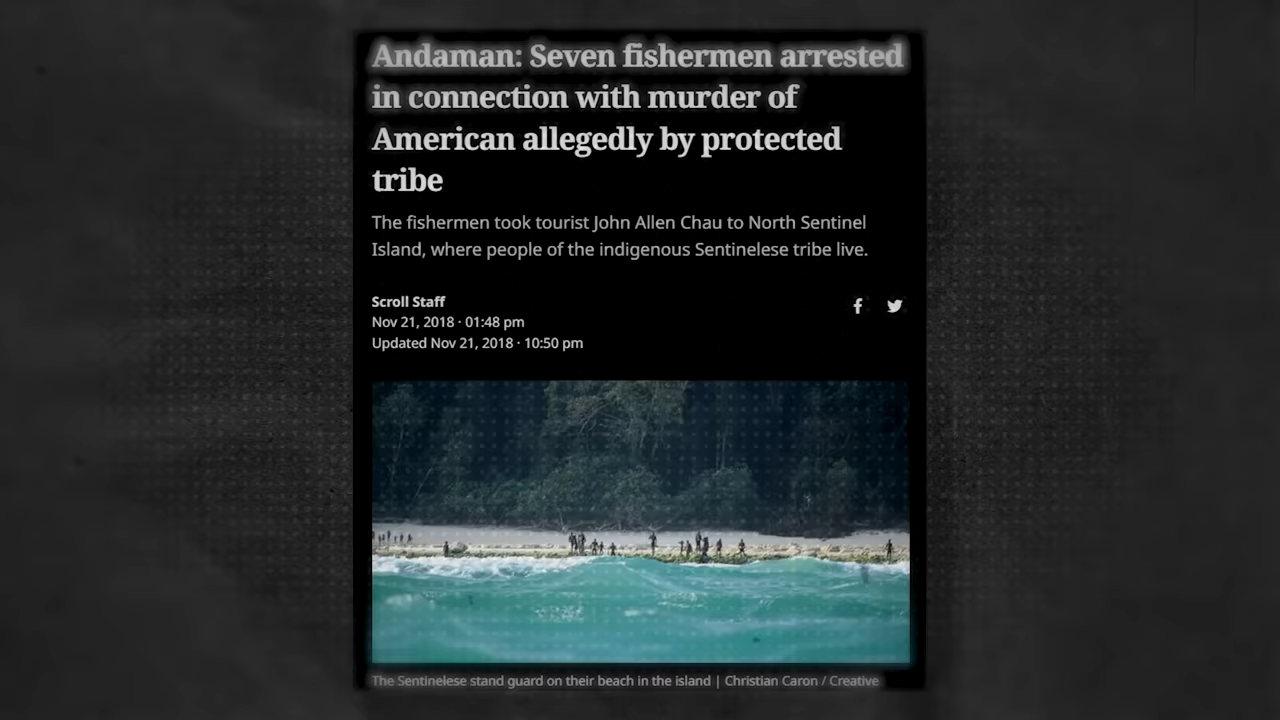 Andaman: Seven fishermen arrested
in connection with murder of
American allegedly by protected
tribe
The fishermen took tourist John Allen Chau to North Sentinel
Island, where people of the indigenous Sentinelese tribe live.
Scroll Staff
Nov 21, 2018 · 01:48 pm
Updated Nov 21, 2018 · 10:50 pm
The Sentinelese stand guard on their beach in the island | Christian Caron / Creative